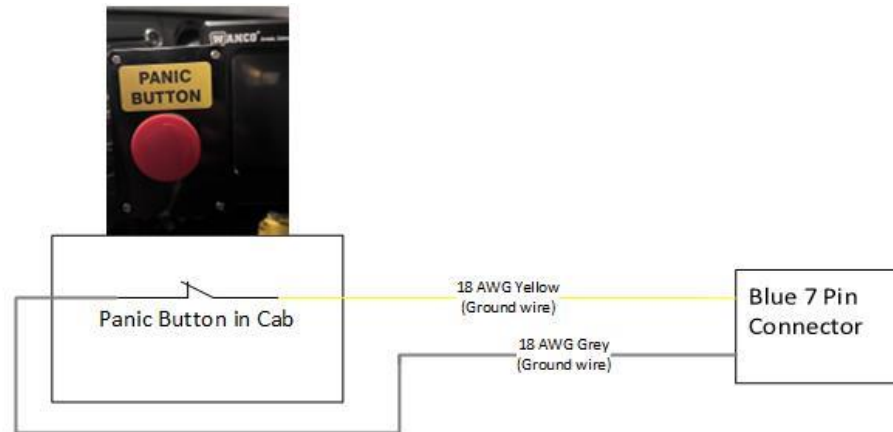 WANCO
PANIC
BUTTON
18 AWG Yellow
(Ground wire)
Blue 7 Pin
Connector
Panic Button in Cab
18 AWG Grey
(Ground wire)